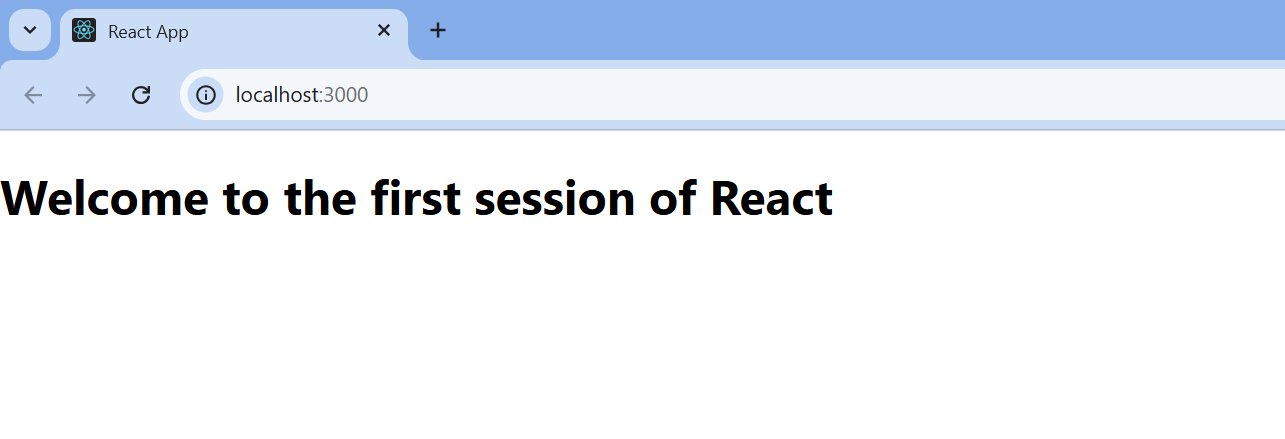 React App
localhost:3000
Welcome to the first session of React